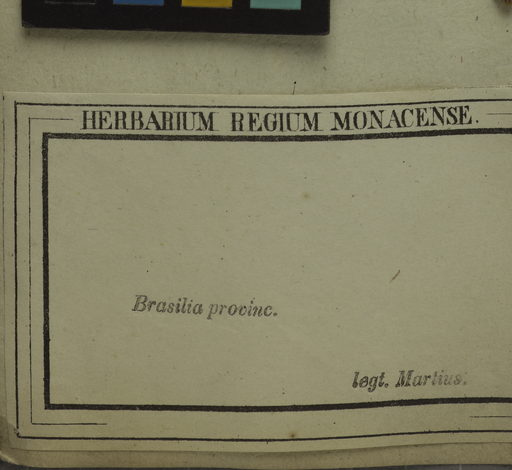 HERBARIUM REGIUM MONACENSE.
Brasilia provinc.
legt. Martius.